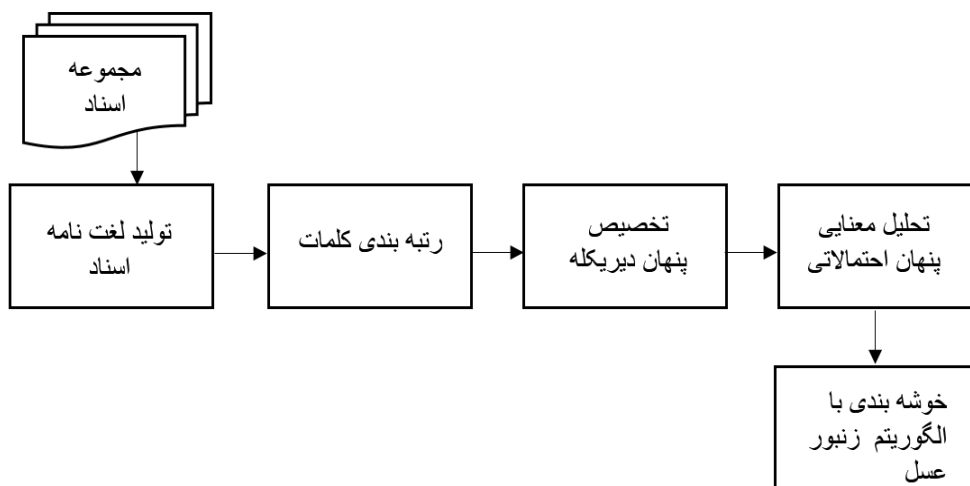 مجموعه
اسناد
تولید لغت نامه
اسناد
رتبه بندی کلمات
تخصیص
پنهان دیریکله
تحلیل معنایی
پنهان احتمالاتی
خوشه بندی با
الگوریتم زنبور
عسل